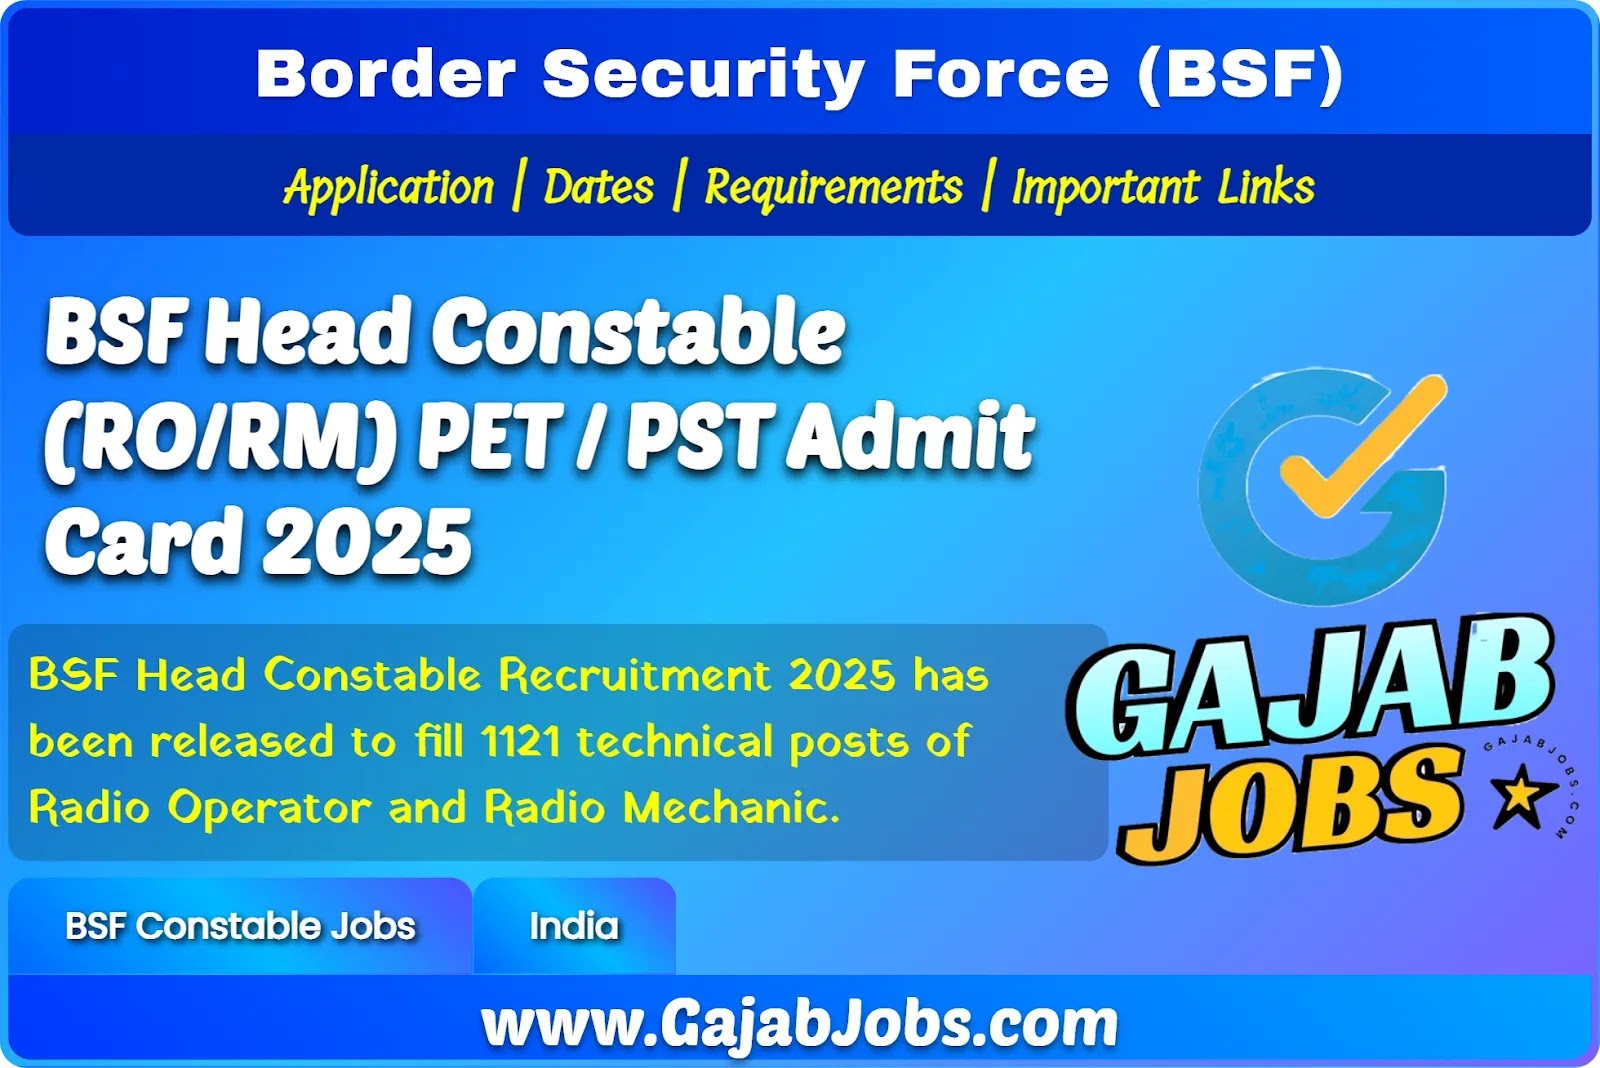 Border Security Force (BSF)
Application | Dates | Requirements | Important Links
BSF Head Constable
(RO/RM) PET / PST Admit
Card 2025
BSF Head Constable Recruitment 2025 has
been released to fill 1121 technical posts of
Radio Operator and Radio Mechanic.
GAJAB
JOBS
GAJABJOBS.COM
BSF Constable Jobs
India
www.GajabJobs.com